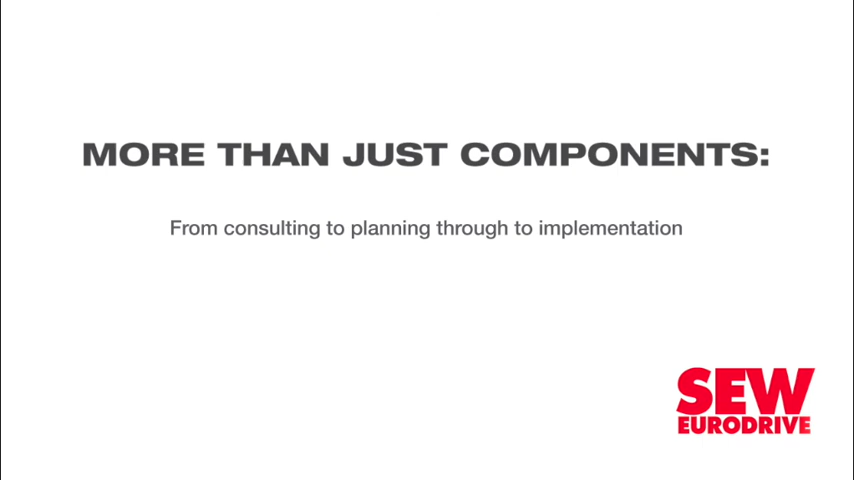 MORE THAN JUST COMPONENTS:
From consulting to planning through to implementation
SEW
EURODRIVE